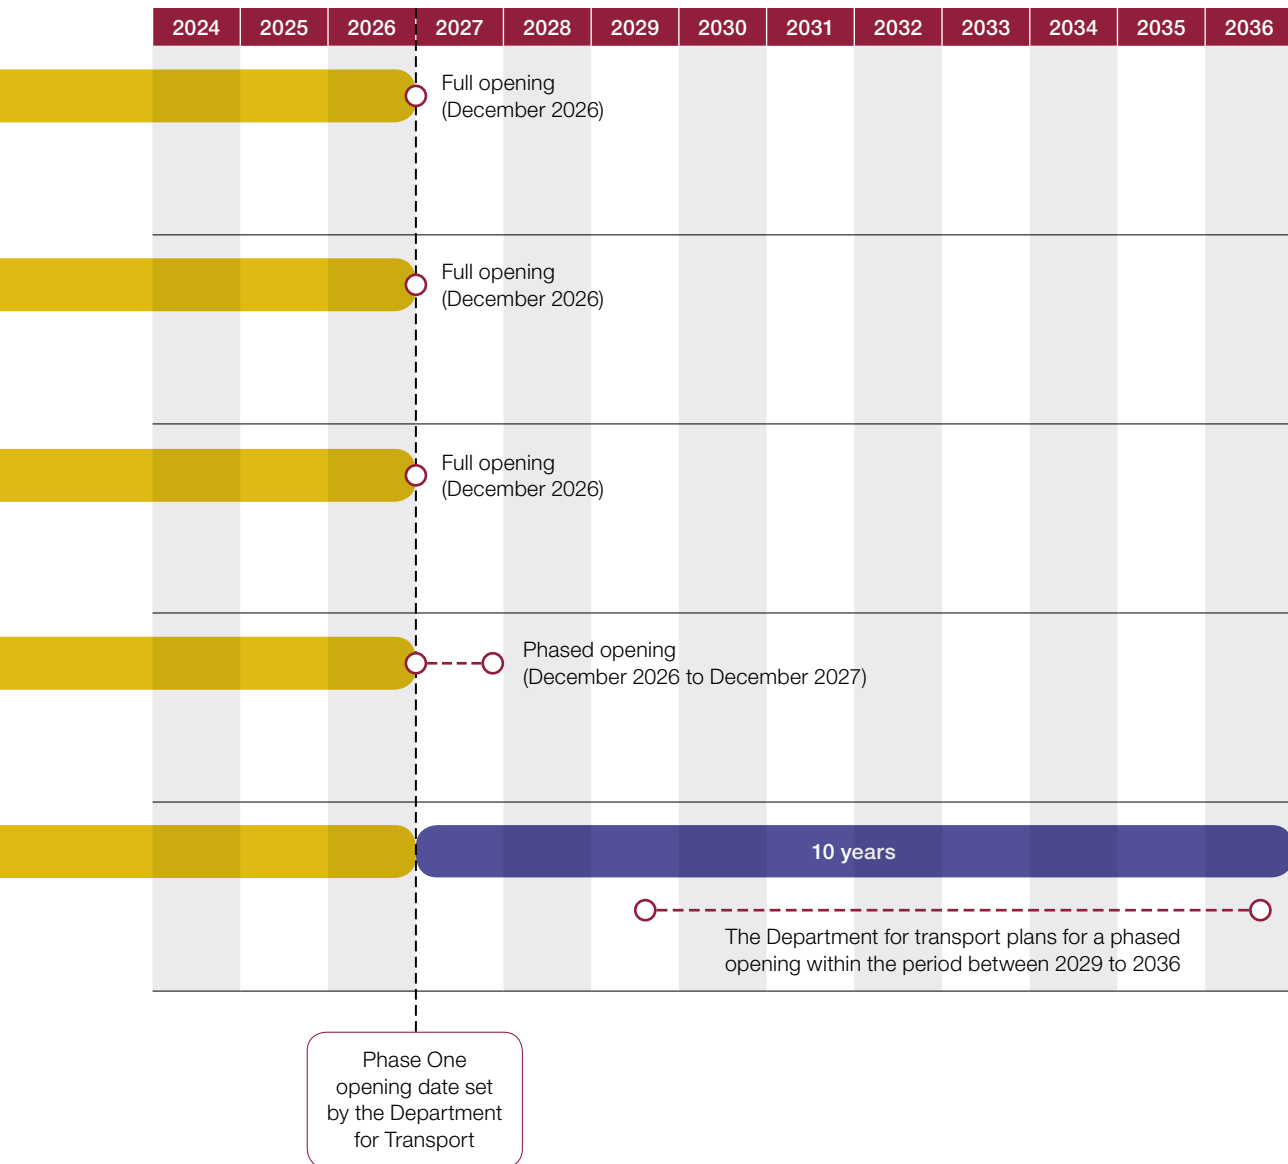 2024 2025 2026 2027 2028 2029 2030 2031 2032 2033 2034 2035 2036
Full opening
(December 2026)
Full opening
(December 2026)
Full opening
(December 2026)
Phased opening
(December 2026 to December 2027)
10 years
The Department for transport plans for a phased
opening within the period between 2029 to 2036
Phase One
opening date set
by the Department
for Transport